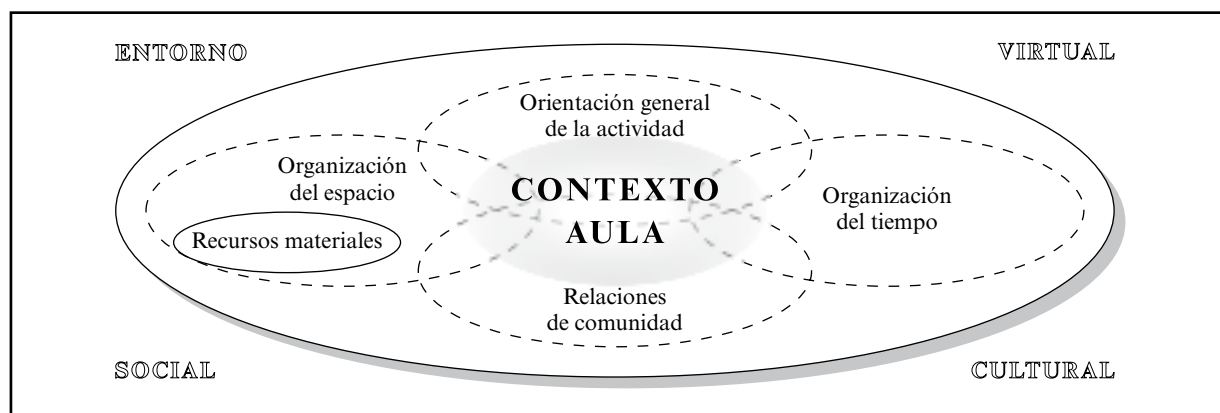 ENTORNO
VIRTUAL
Orientación general
de la actividad
Organización
del espacio
Recursos materiales
CONTEXTO
AULA
Organización
del tiempo
Relaciones
de comunidad
SOCIAL
CULTURAL